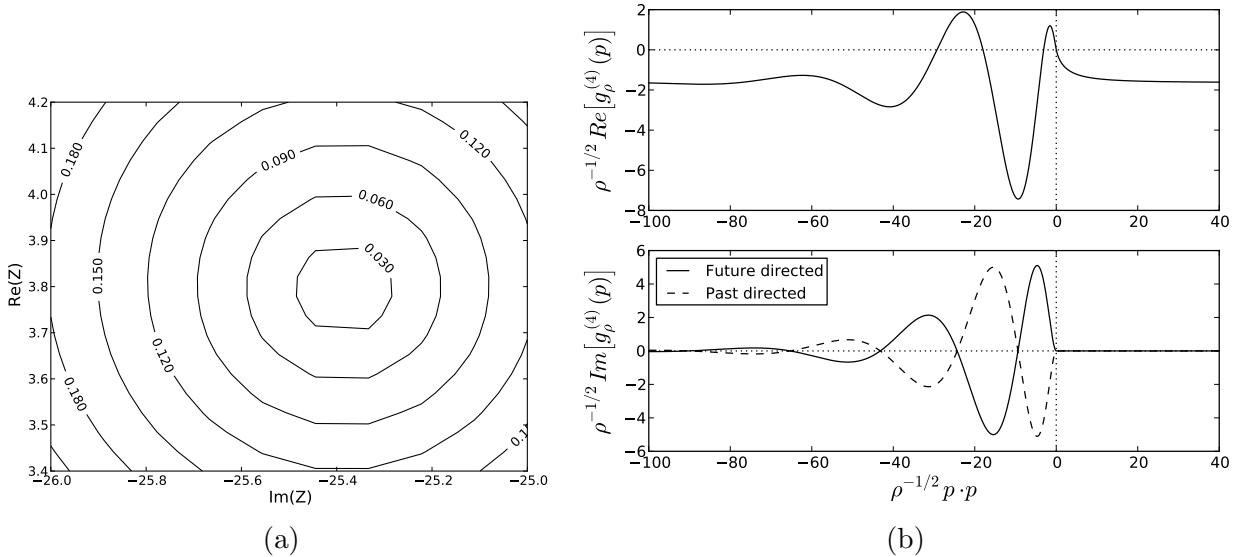 4.2
4.1
4.0
3.9
3.8
3.7
3.6
3.5
3.4
Re(Z)
−26.0 −25.8 −25.6 −25.4 −25.2 −25.0
Im(Z)
0.180
0.090
0.120
0.060
0.030
0.150
0.120
0.180
(a)
2
0
−2
−4
−6
−8
ρ^{-1/2} Re[g_ρ^{(4)}(p)]
−100 −80 −60 −40 −20 0 20 40
6
4
2
0
−2
−4
−6
ρ^{-1/2} Im[g_ρ^{(4)}(p)]
Future directed
Past directed
−100 −80 −60 −40 −20 0 20 40
ρ^{-1/2} p·p
(b)